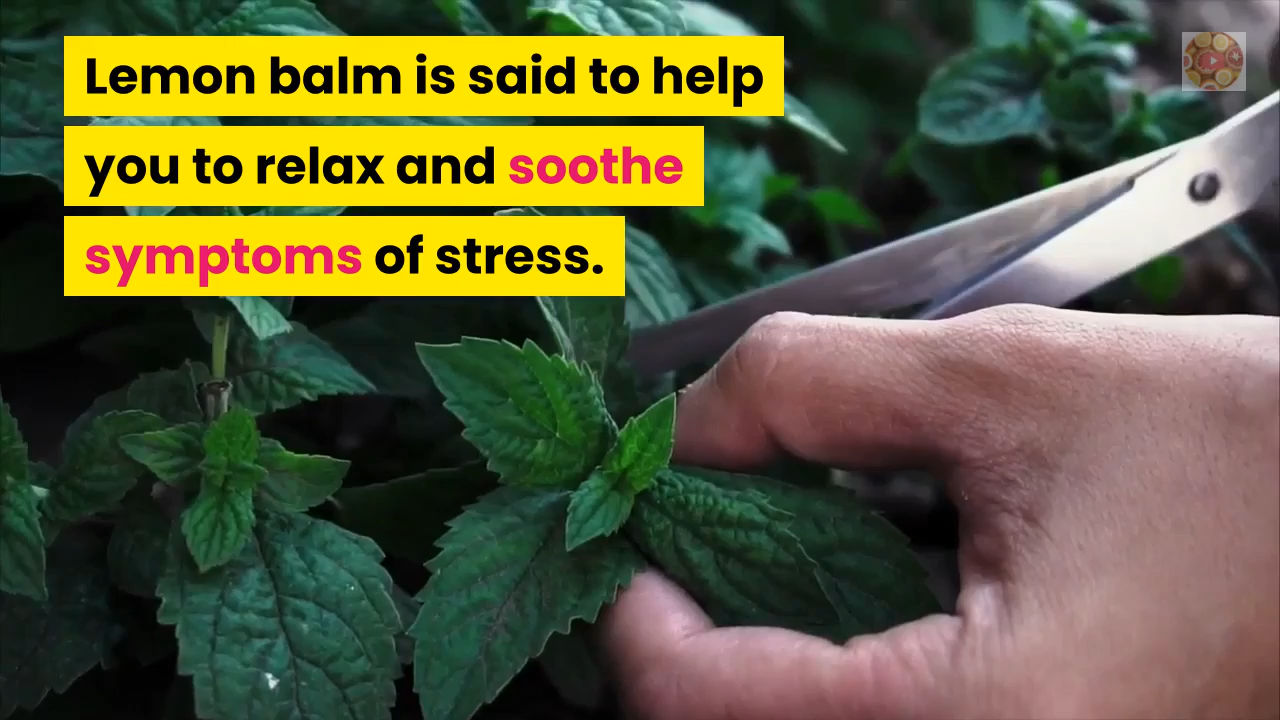 Lemon balm is said to help
you to relax and soothe
symptoms of stress.